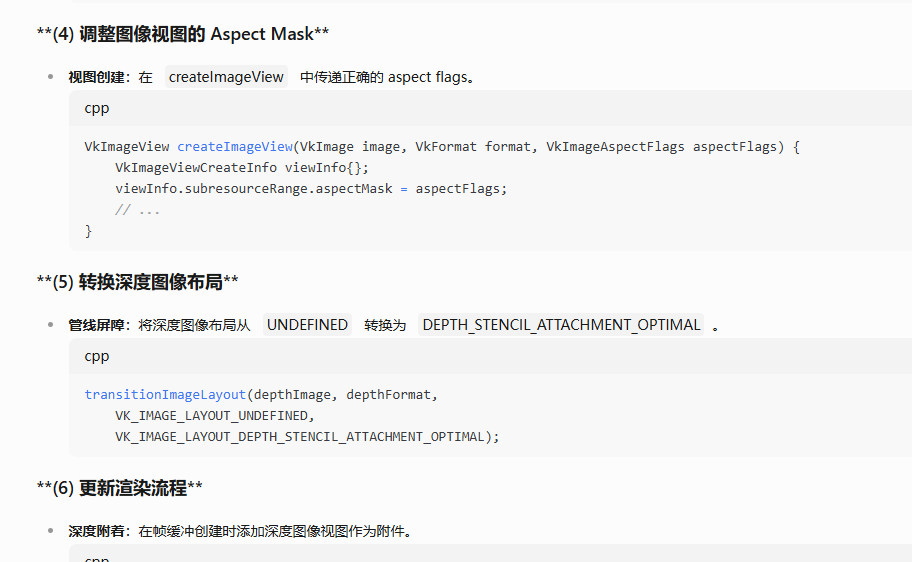 **(4) 调整图像视图的 Aspect Mask**
视图创建：在 createImageView 中传递正确的 aspect flags。
cpp
VkImageView createImageView(VkImage image, VkFormat format, VkImageAspectFlags aspectFlags) {
    VkImageViewCreateInfo viewInfo{};
    viewInfo.subresourceRange.aspectMask = aspectFlags;
    // ...
}
**(5) 转换深度图像布局**
管线屏障：将深度图像布局从 UNDEFINED 转换为 DEPTH_STENCIL_ATTACHMENT_OPTIMAL 。
cpp
transitionImageLayout(depthImage, depthFormat,
    VK_IMAGE_LAYOUT_UNDEFINED,
    VK_IMAGE_LAYOUT_DEPTH_STENCIL_ATTACHMENT_OPTIMAL);
**(6) 更新渲染流程**
深度附着：在帧缓冲创建时添加深度图像视图作为附件。
cpp